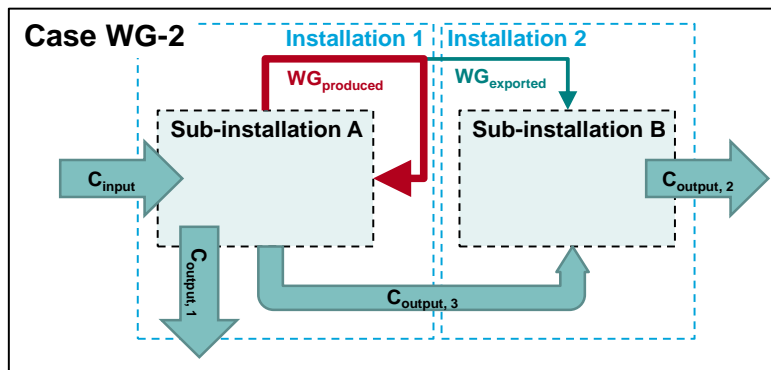 Case WG-2
Installation 1
Installation 2
WGproduced
WGexported
Sub-installation A
Sub-installation B
Cinput
Coutput, 2
Coutput, 1
Coutput, 3